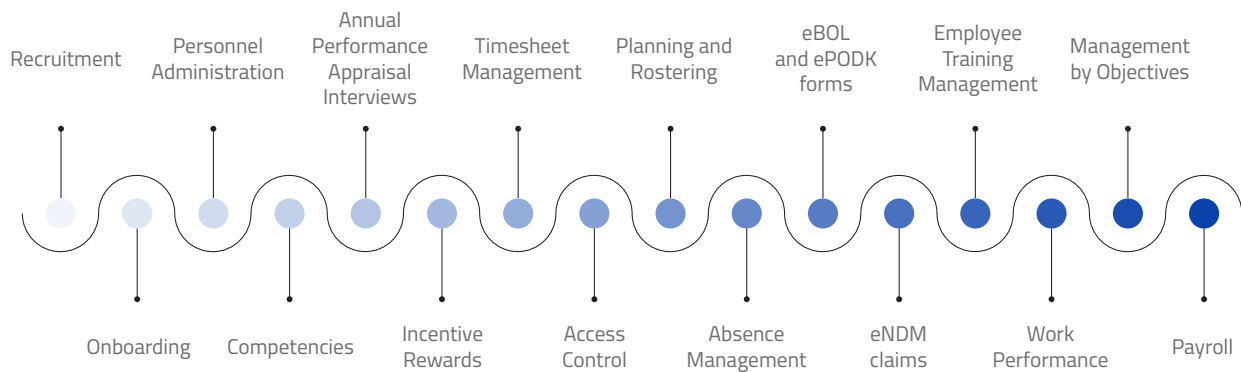 Recruitment
Personnel
Administration
Annual
Performance
Appraisal
Interviews
Timesheet
Management
Planning and
Rostering
eBOL
and ePODK
forms
Employee
Training
Management
Management
by Objectives
Onboarding
Competencies
Incentive
Rewards
Access
Control
Absence
Management
eNDM
claims
Work
Performance
Payroll